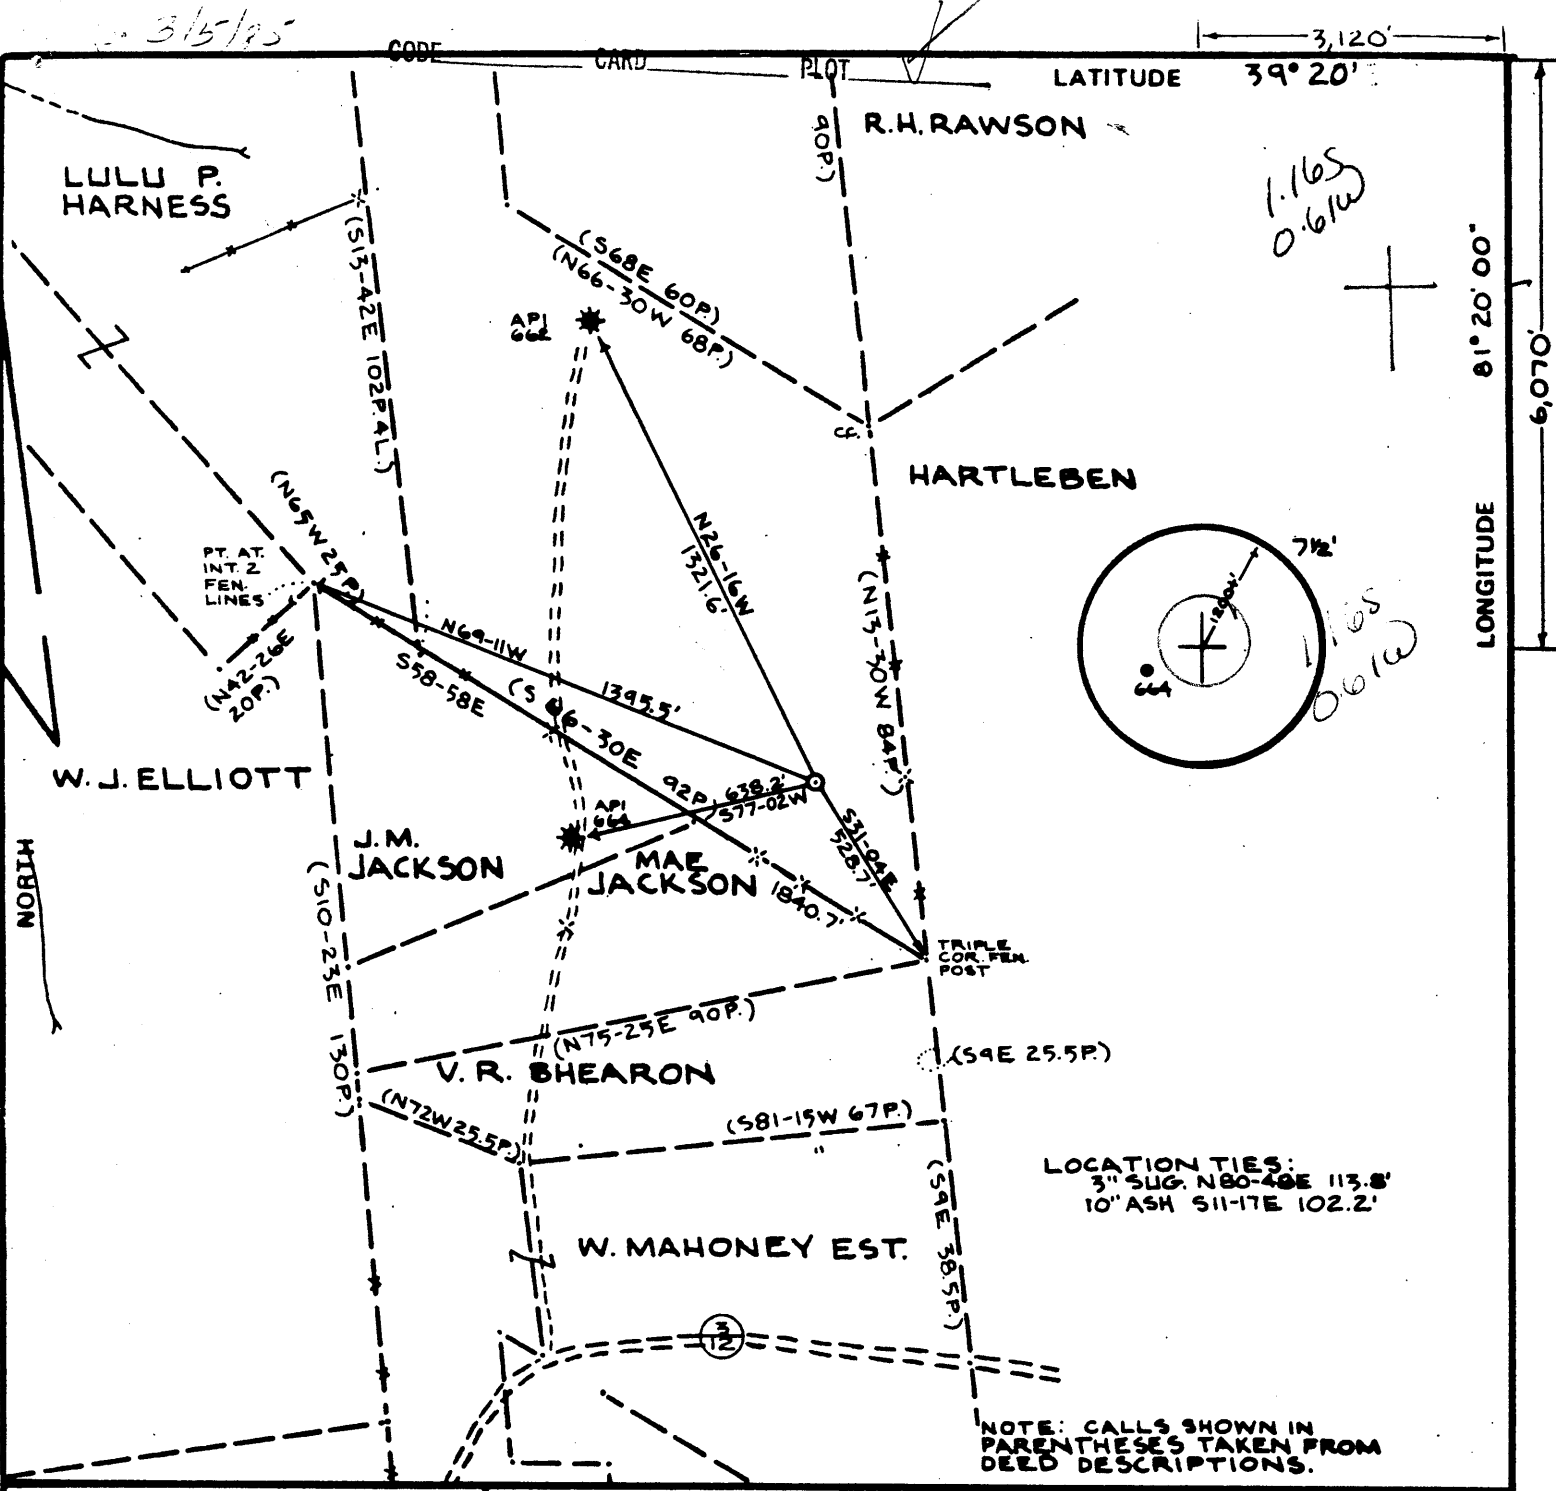 3/5/85
3,120'
CODE CARD PLOT
LATITUDE 39° 20'
R.H. RAWSON
90P.)
LULU P.
HARNESS
1.16S
0.61W
(S13-42E 102P.4L.)
(S68E 60P.)
(N66-30W 68P.)
API
662
81° 20' 00"
6,070'
LONGITUDE
CF.
HARTLEBEN
(N65W 25P.)
N26-16W
1321.6'
7½'
1200'
664
1.16S
0.61W
PT. AT.
INT. 2
FEN.
LINES
(N13-30W 84P.)
N69-11W
1395.5'
S58-58E
(N42-26E
20P.)
92P.)
W. J. ELLIOTT
638.2'
S77-02W
API
664
S31-04E
528.7'
J.M.
JACKSON
MAE
JACKSON
1840.7'
NORTH
(S10-23E 130P.)
TRIPLE
COR. FEN.
POST
(N75-25E 90P.)
(S9E 25.5P.)
V. R. SHEARON
(N72W 25.5P.)
(S81-15W 67P.)
LOCATION TIES:
3" SUG. N80-48E 113.8'
10" ASH S11-17E 102.2'
(S9E 38.5P.)
W. MAHONEY EST.
3
12
NOTE: CALLS SHOWN IN
PARENTHESES TAKEN FROM
DEED DESCRIPTIONS.